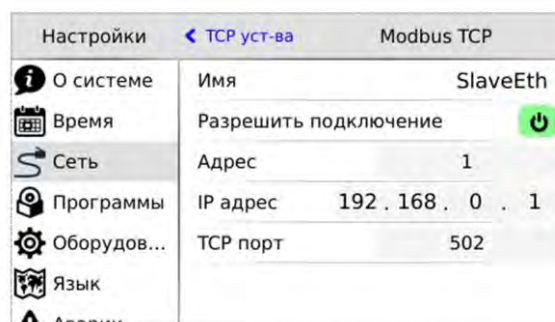 Настройки
TCP уст-ва
Modbus TCP
О системе
Время
Сеть
Программы
Оборудов...
Язык
Аварии
Имя SlaveEth
Разрешить подключение
Адрес 1
IP адрес 192 . 168 . 0 . 1
TCP порт 502